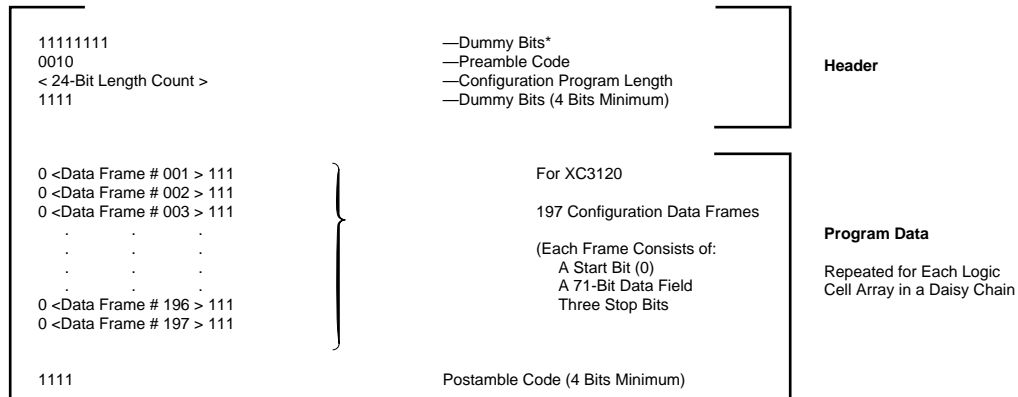 11111111 —Dummy Bits*
0010 —Preamble Code
< 24-Bit Length Count > —Configuration Program Length
1111 —Dummy Bits (4 Bits Minimum)
Header
0 <Data Frame # 001 > 111 For XC3120
0 <Data Frame # 002 > 111
0 <Data Frame # 003 > 111 197 Configuration Data Frames
. . .
. . . (Each Frame Consists of:
. . . A Start Bit (0)
. . . A 71-Bit Data Field
0 <Data Frame # 196 > 111 Three Stop Bits
0 <Data Frame # 197 > 111
Program Data
Repeated for Each Logic
Cell Array in a Daisy Chain
1111 Postamble Code (4 Bits Minimum)